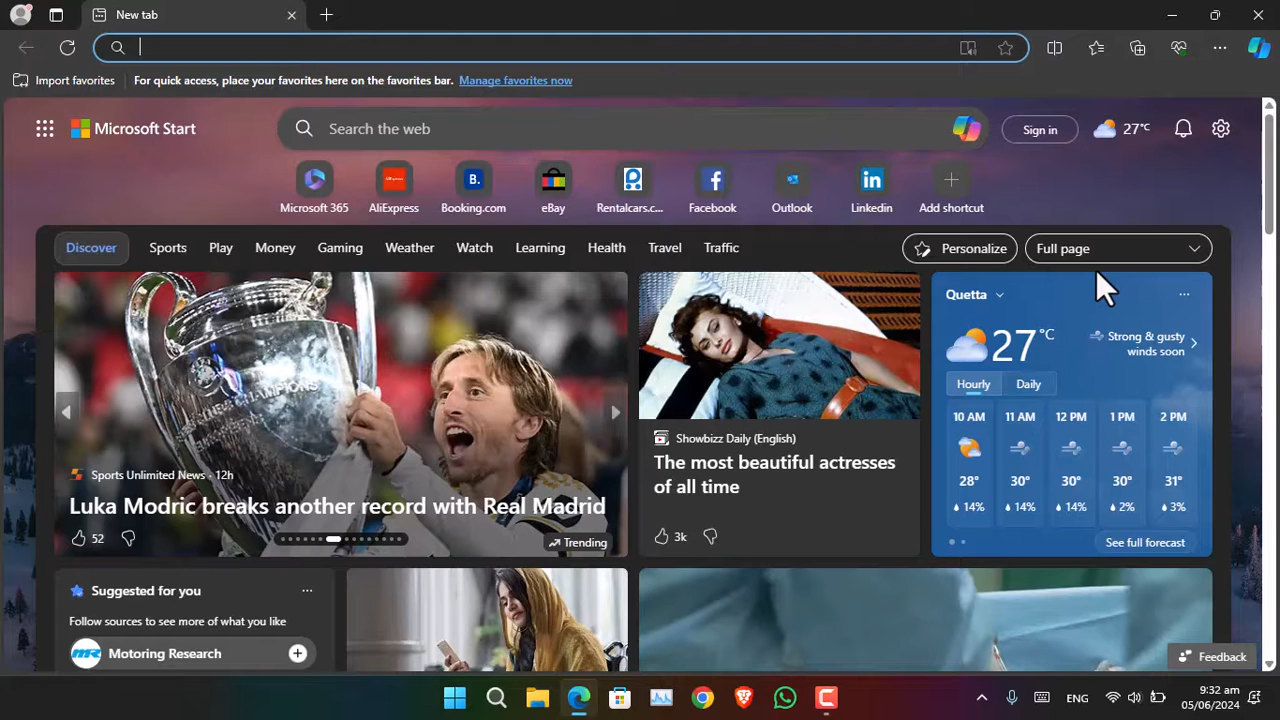 New tab
Import favorites
For quick access, place your favorites here on the favorites bar. Manage favorites now
Microsoft Start
Search the web
Sign in
27°C
Microsoft 365
AliExpress
Booking.com
eBay
Rentalcars.c...
Facebook
Outlook
Linkedin
Add shortcut
Discover
Sports
Play
Money
Gaming
Weather
Watch
Learning
Health
Travel
Traffic
Personalize
Full page
Sports Unlimited News · 12h
Luka Modric breaks another record with Real Madrid
52
Trending
Showbizz Daily (English)
The most beautiful actresses
of all time
3k
Quetta
27°C
Strong & gusty
winds soon
Hourly
Daily
10 AM 11 AM 12 PM 1 PM 2 PM
28° 30° 30° 30° 31°
14% 14% 14% 2% 3%
See full forecast
Suggested for you
Follow sources to see more of what you like
Motoring Research
Feedback
ENG
9:32 am
05/06/2024